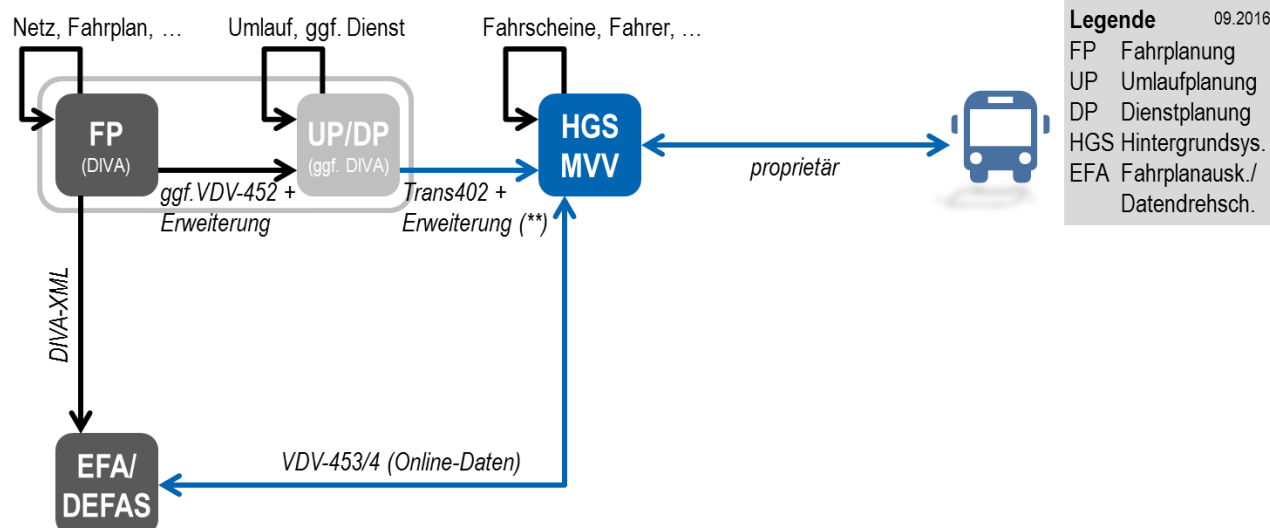 Netz, Fahrplan, …
Umlauf, ggf. Dienst
Fahrscheine, Fahrer, …
Legende 09.2016
FP Fahrplanung
UP Umlaufplanung
DP Dienstplanung
HGS Hintergrundsys.
EFA Fahrplanausk./
Datendrehsch.
FP
(DIVA)
UP/DP
(ggf. DIVA)
HGS
MVV
proprietär
ggf.VDV-452 +
Erweiterung
Trans402 +
Erweiterung (**)
DIVA-XML
EFA/
DEFAS
VDV-453/4 (Online-Daten)